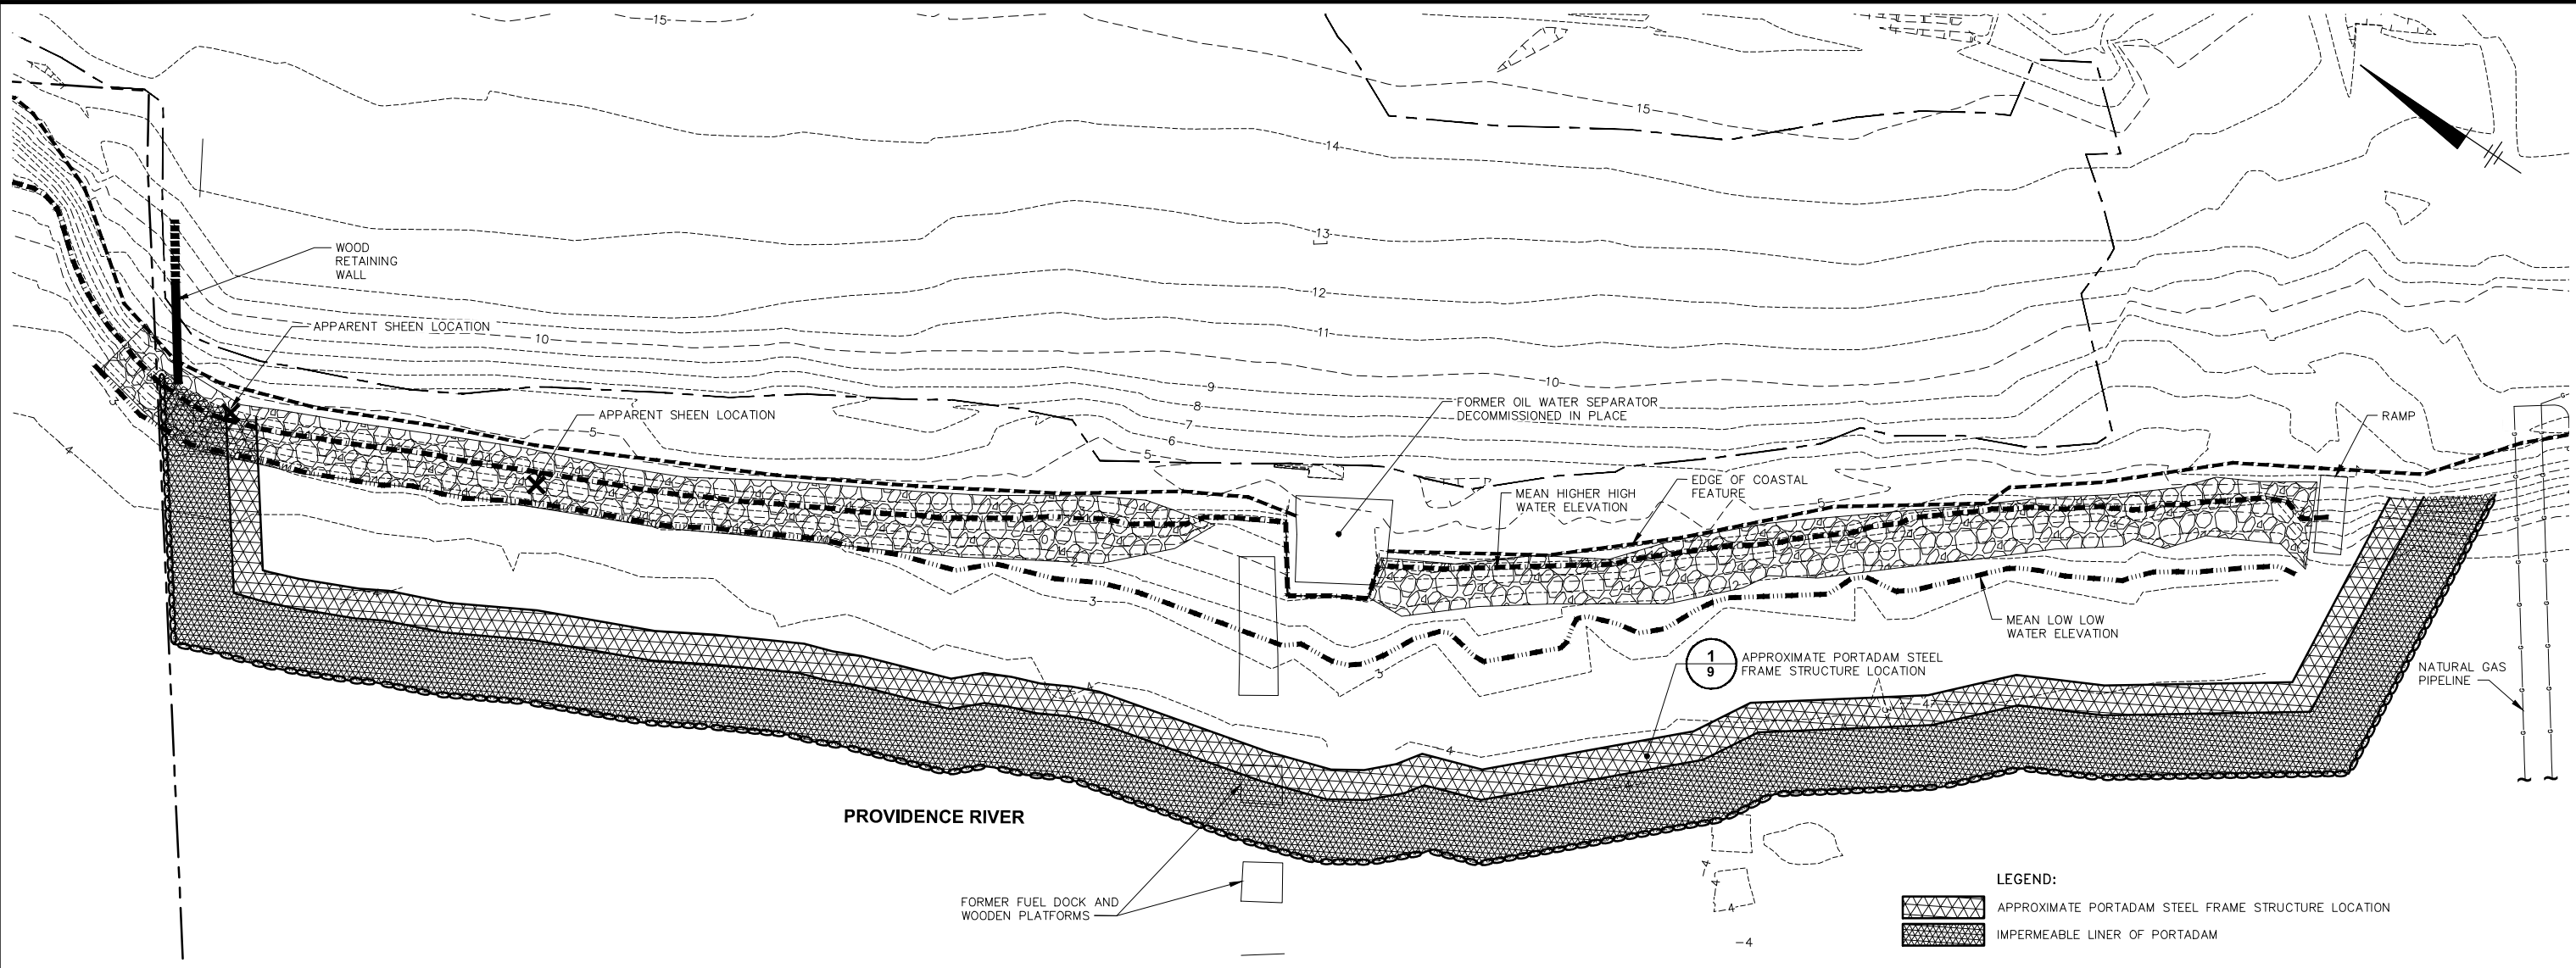 -15-
15
14
13
12
11
10
10
9
8
7
6
5
5
5
WOOD
RETAINING
WALL
APPARENT SHEEN LOCATION
APPARENT SHEEN LOCATION
FORMER OIL WATER SEPARATOR
DECOMMISSIONED IN PLACE
RAMP
MEAN HIGHER HIGH
WATER ELEVATION
EDGE OF COASTAL
FEATURE
MEAN LOW LOW
WATER ELEVATION
1
9
APPROXIMATE PORTADAM STEEL
FRAME STRUCTURE LOCATION
NATURAL GAS
PIPELINE
3
3
-4
-4
PROVIDENCE RIVER
FORMER FUEL DOCK AND
WOODEN PLATFORMS
-4
-4
-4
-4
LEGEND:
APPROXIMATE PORTADAM STEEL FRAME STRUCTURE LOCATION
IMPERMEABLE LINER OF PORTADAM